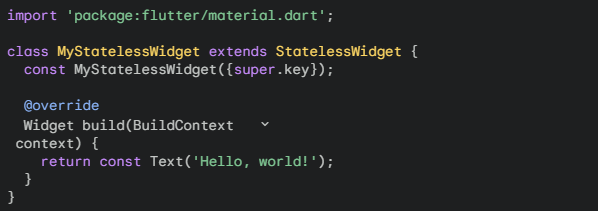 import 'package:flutter/material.dart';
class MyStatelessWidget extends StatelessWidget {
const MyStatelessWidget({super.key});
@override
Widget build(BuildContext
context) {
return const Text('Hello, world!');
}
}